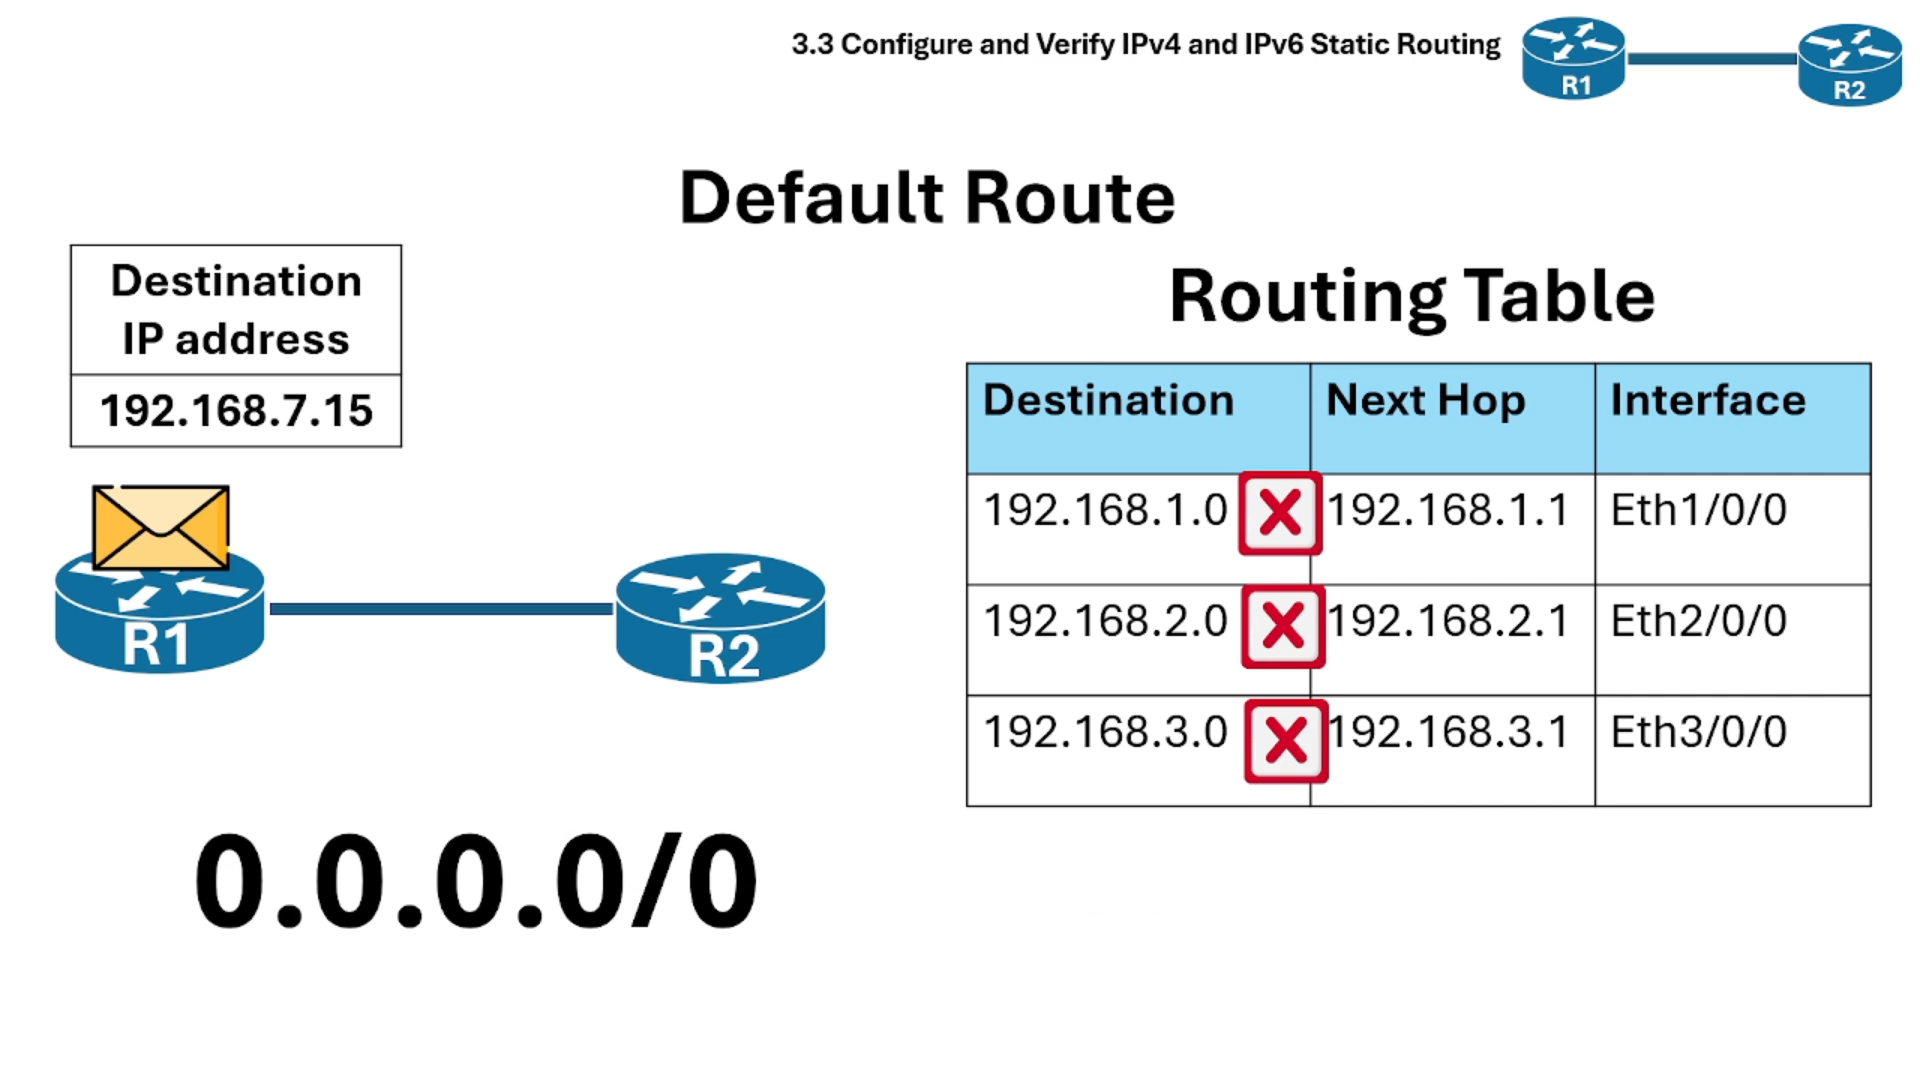 3.3 Configure and Verify IPv4 and IPv6 Static Routing
R1
R2
Default Route
Destination
IP address
192.168.7.15
R1
R2
0.0.0.0/0
Routing Table
Destination Next Hop Interface
192.168.1.0 192.168.1.1 Eth1/0/0
192.168.2.0 192.168.2.1 Eth2/0/0
192.168.3.0 192.168.3.1 Eth3/0/0